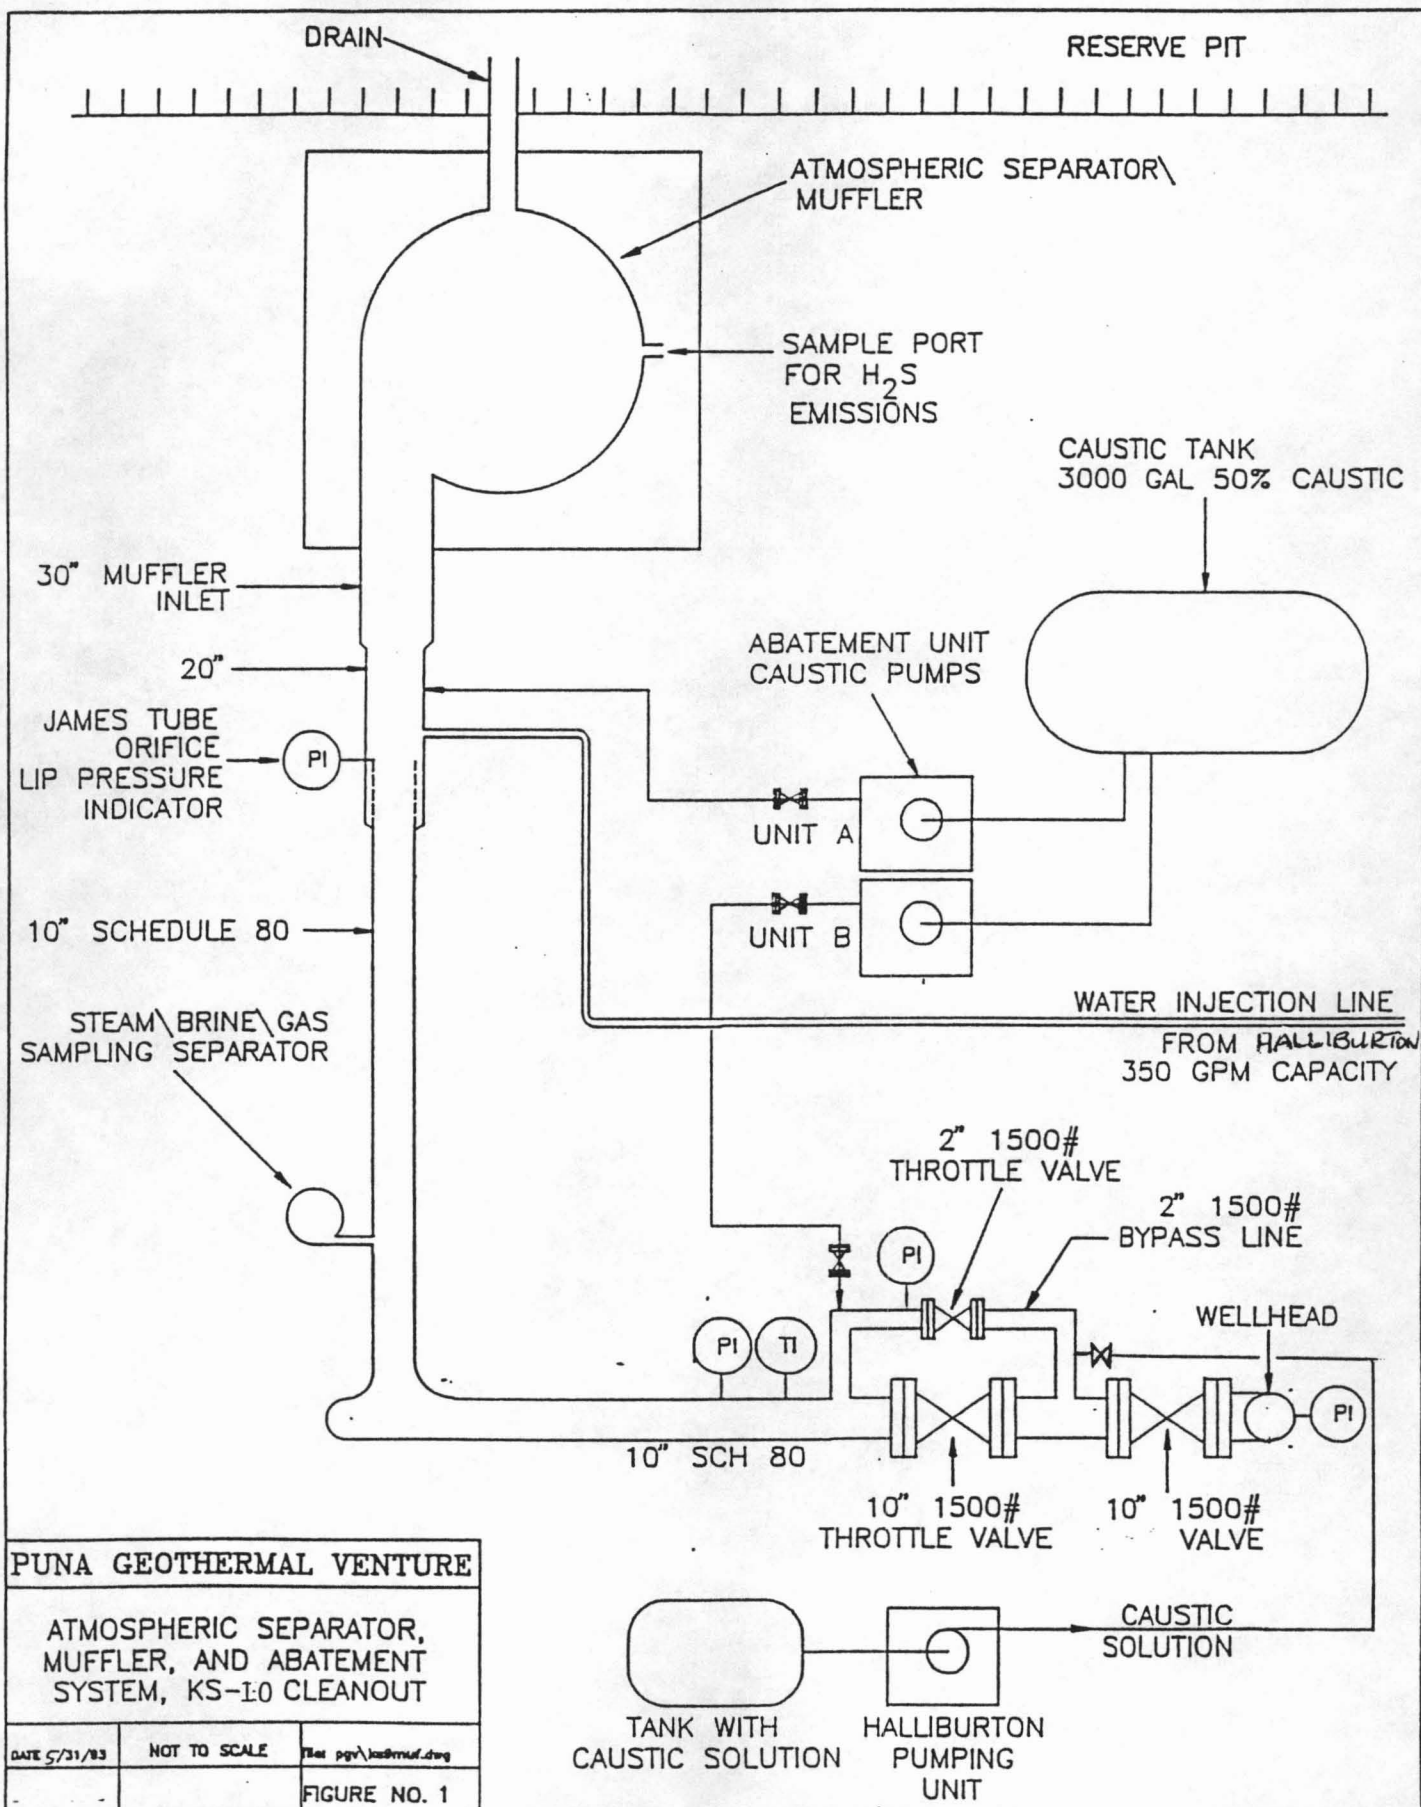 DRAIN
RESERVE PIT
ATMOSPHERIC SEPARATOR\
MUFFLER
SAMPLE PORT
FOR H₂S
EMISSIONS
CAUSTIC TANK
3000 GAL 50% CAUSTIC
30" MUFFLER
INLET
20"
ABATEMENT UNIT
CAUSTIC PUMPS
JAMES TUBE
ORIFICE
LIP PRESSURE
INDICATOR
PI
UNIT A
UNIT B
10" SCHEDULE 80
WATER INJECTION LINE
FROM HALLIBURTON
350 GPM CAPACITY
STEAM\BRINE\GAS
SAMPLING SEPARATOR
2" 1500#
THROTTLE VALVE
2" 1500#
BYPASS LINE
PI
WELLHEAD
PI
TI
PI
10" SCH 80
10" 1500#
THROTTLE VALVE
10" 1500#
VALVE
CAUSTIC
SOLUTION
TANK WITH
CAUSTIC SOLUTION
HALLIBURTON
PUMPING
UNIT
PUNA GEOTHERMAL VENTURE
ATMOSPHERIC SEPARATOR,
MUFFLER, AND ABATEMENT
SYSTEM, KS-10 CLEANOUT
DATE 5/31/93
NOT TO SCALE
FIGURE NO. 1